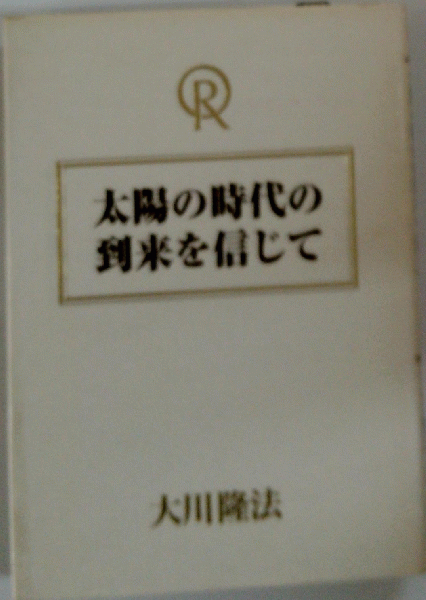 太陽の時代の
到来を信じて
大川隆法